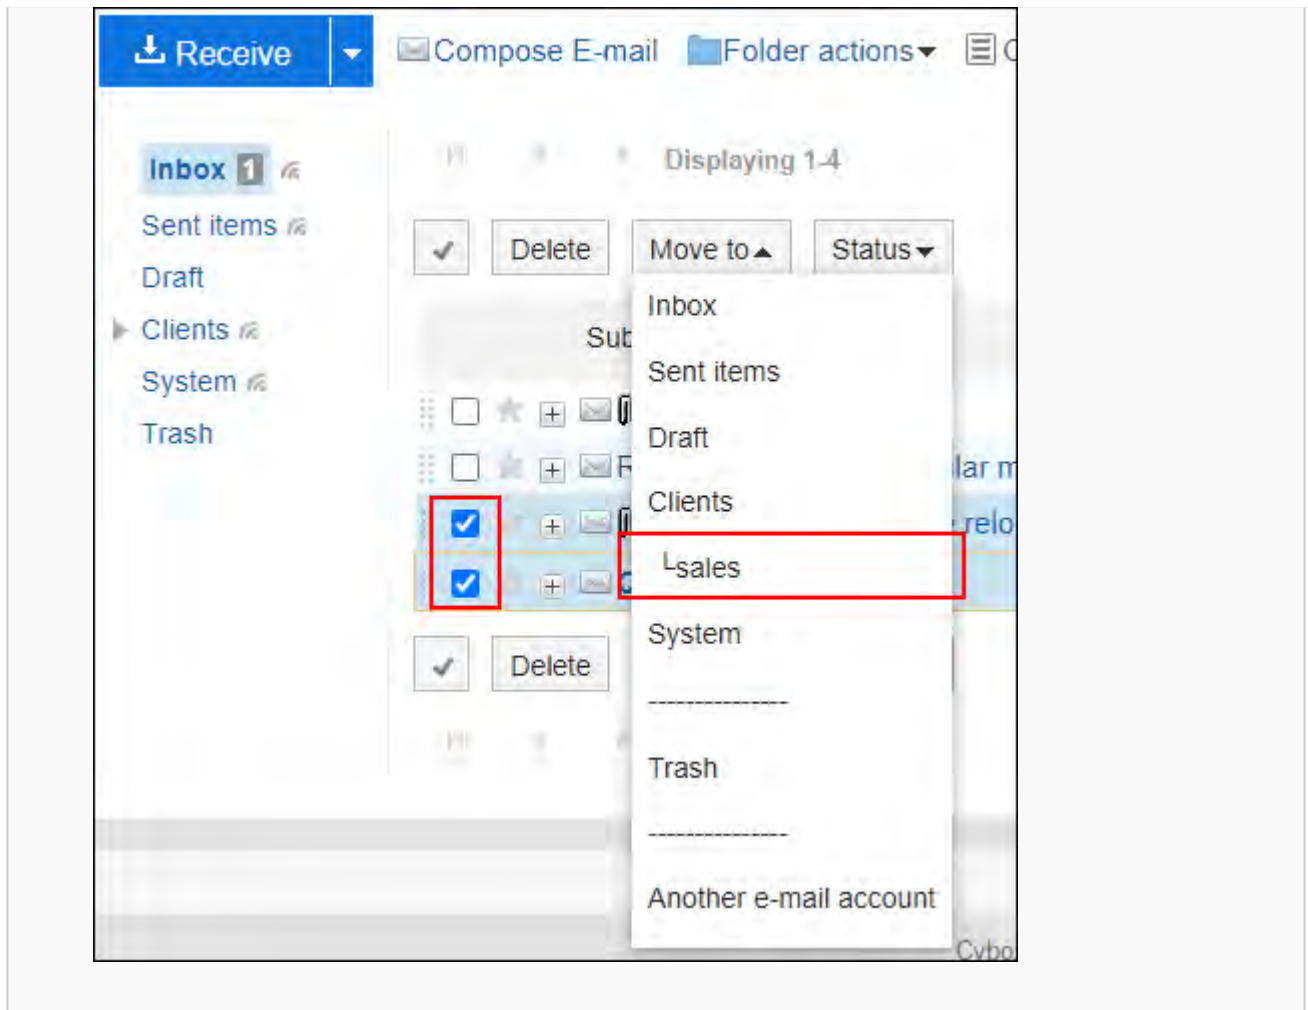 Receive Compose E-mail Folder actions
Inbox 1
Displaying 1-4
Sent items
Draft
Clients
System
Trash
Delete Move to Status
Inbox
Sent items
Draft
Clients
sales
System
---------------
Trash
---------------
Another e-mail account
Delete